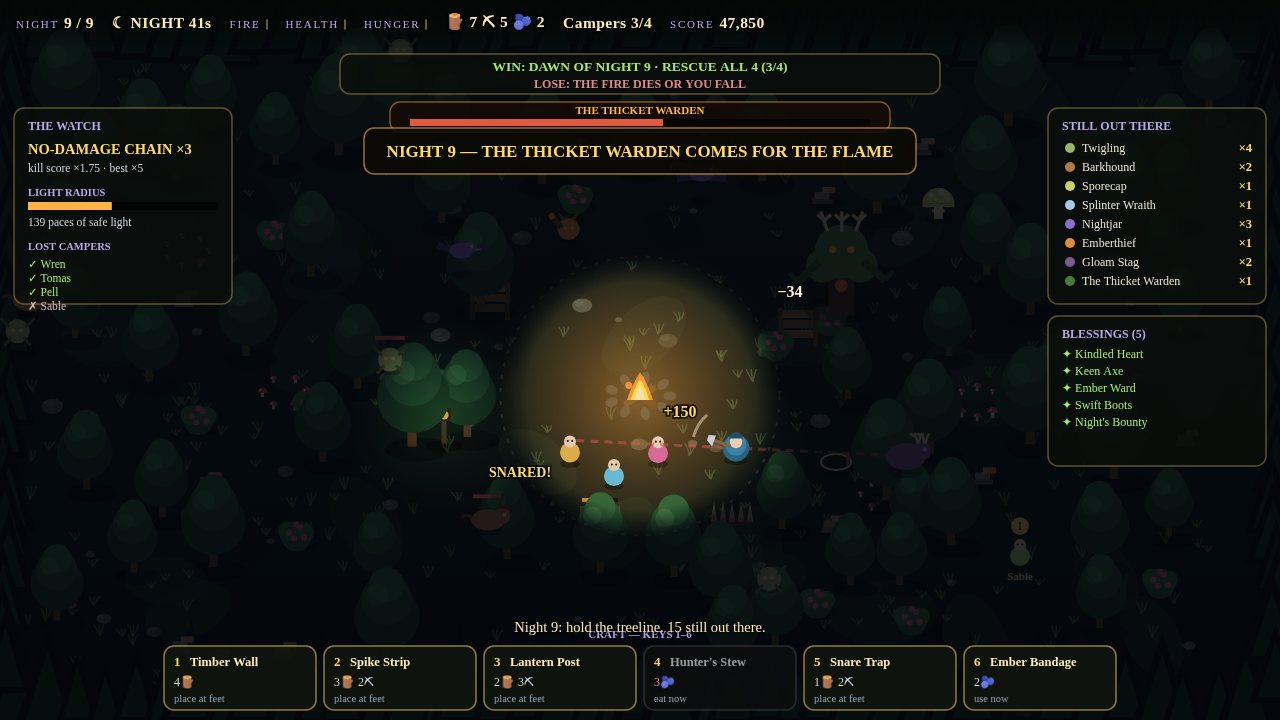 NIGHT 9 / 9 ☾ NIGHT 41s FIRE HEALTH HUNGER 7 5 2 Campers 3/4 SCORE 47,850
WIN: DAWN OF NIGHT 9 · RESCUE ALL 4 (3/4)
LOSE: THE FIRE DIES OR YOU FALL
THE THICKET WARDEN
NIGHT 9 — THE THICKET WARDEN COMES FOR THE FLAME
THE WATCH
NO-DAMAGE CHAIN ×3
kill score ×1.75 · best ×5
LIGHT RADIUS
139 paces of safe light
LOST CAMPERS
✓ Wren
✓ Tomas
✓ Pell
✗ Sable
STILL OUT THERE
Twigling ×4
Barkhound ×2
Sporecap ×1
Splinter Wraith ×1
Nightjar ×3
Emberthief ×1
Gloam Stag ×2
The Thicket Warden ×1
BLESSINGS (5)
✦ Kindled Heart
✦ Keen Axe
✦ Ember Ward
✦ Swift Boots
✦ Night's Bounty
−34
+150
SNARED!
1
Sable
Night 9: hold the treeline, 15 still out there.
CRAFT — KEYS 1–6
1 Timber Wall
4
place at feet
2 Spike Strip
3 2
place at feet
3 Lantern Post
2 3
place at feet
4 Hunter's Stew
3
eat now
5 Snare Trap
1 2
place at feet
6 Ember Bandage
2
use now